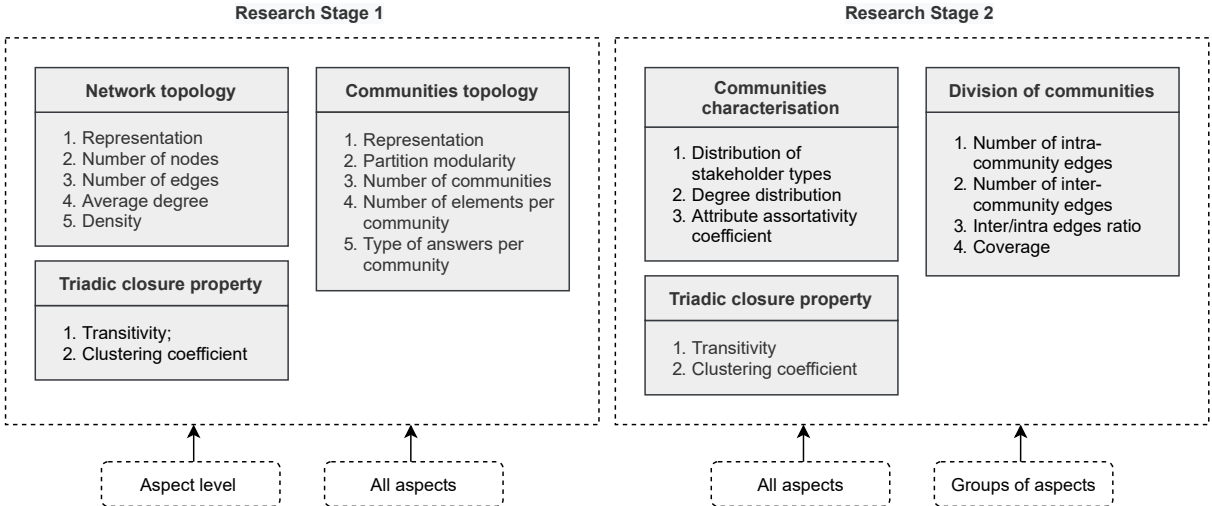 Research Stage 1
Network topology
1. Representation
2. Number of nodes
3. Number of edges
4. Average degree
5. Density
Triadic closure property
1. Transitivity;
2. Clustering coefficient
Communities topology
1. Representation
2. Partition modularity
3. Number of communities
4. Number of elements per
community
5. Type of answers per
community
Aspect level
All aspects
Research Stage 2
Communities
characterisation
1. Distribution of
stakeholder types
2. Degree distribution
3. Attribute assortativity
coefficient
Triadic closure property
1. Transitivity
2. Clustering coefficient
Division of communities
1. Number of intra-
community edges
2. Number of inter-
community edges
3. Inter/intra edges ratio
4. Coverage
All aspects
Groups of aspects